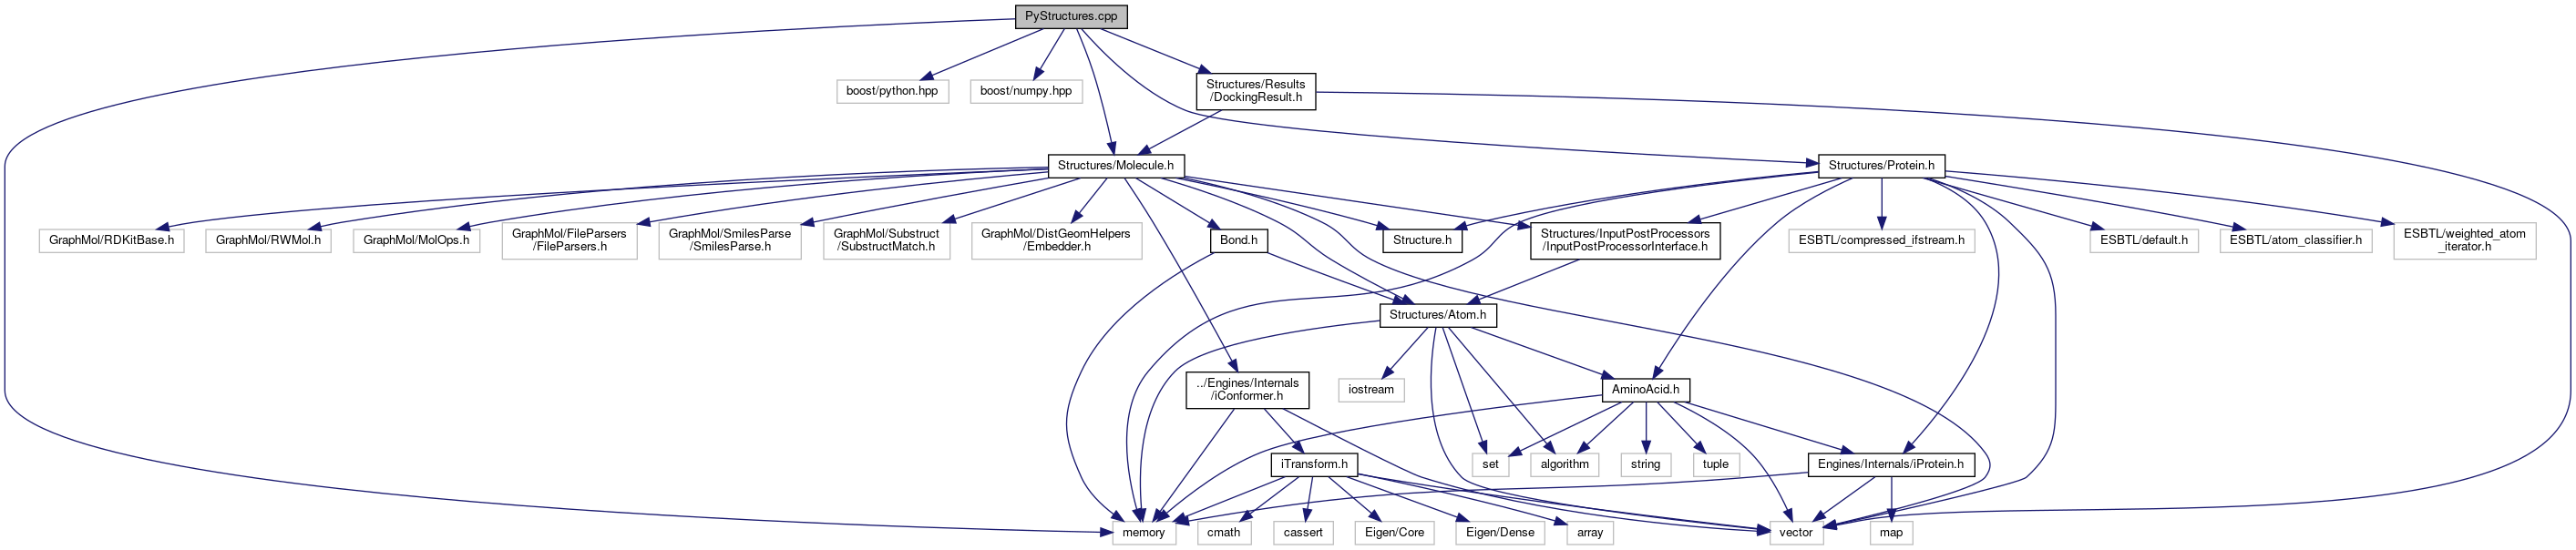 PyStructures.cpp
boost/python.hpp
boost/numpy.hpp
Structures/Results
/DockingResult.h
Structures/Molecule.h
Structures/Protein.h
GraphMol/RDKitBase.h
GraphMol/RWMol.h
GraphMol/MolOps.h
GraphMol/FileParsers
/FileParsers.h
GraphMol/SmilesParse
/SmilesParse.h
GraphMol/Substruct
/SubstructMatch.h
GraphMol/DistGeomHelpers
/Embedder.h
Bond.h
Structure.h
Structures/InputPostProcessors
/InputPostProcessorInterface.h
ESBTL/compressed_ifstream.h
ESBTL/default.h
ESBTL/atom_classifier.h
ESBTL/weighted_atom
_iterator.h
Structures/Atom.h
../Engines/Internals
/iConformer.h
iostream
AminoAcid.h
iTransform.h
set
algorithm
string
tuple
Engines/Internals/iProtein.h
memory
cmath
cassert
Eigen/Core
Eigen/Dense
array
vector
map